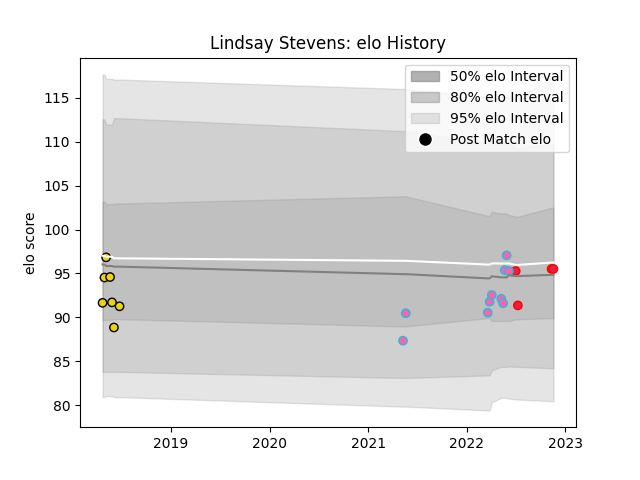 Lindsay Stevens: elo History
50% elo Interval
80% elo Interval
95% elo Interval
Post Match elo
elo score
115
110
105
100
95
90
85
80
2019
2020
2021
2022
2023